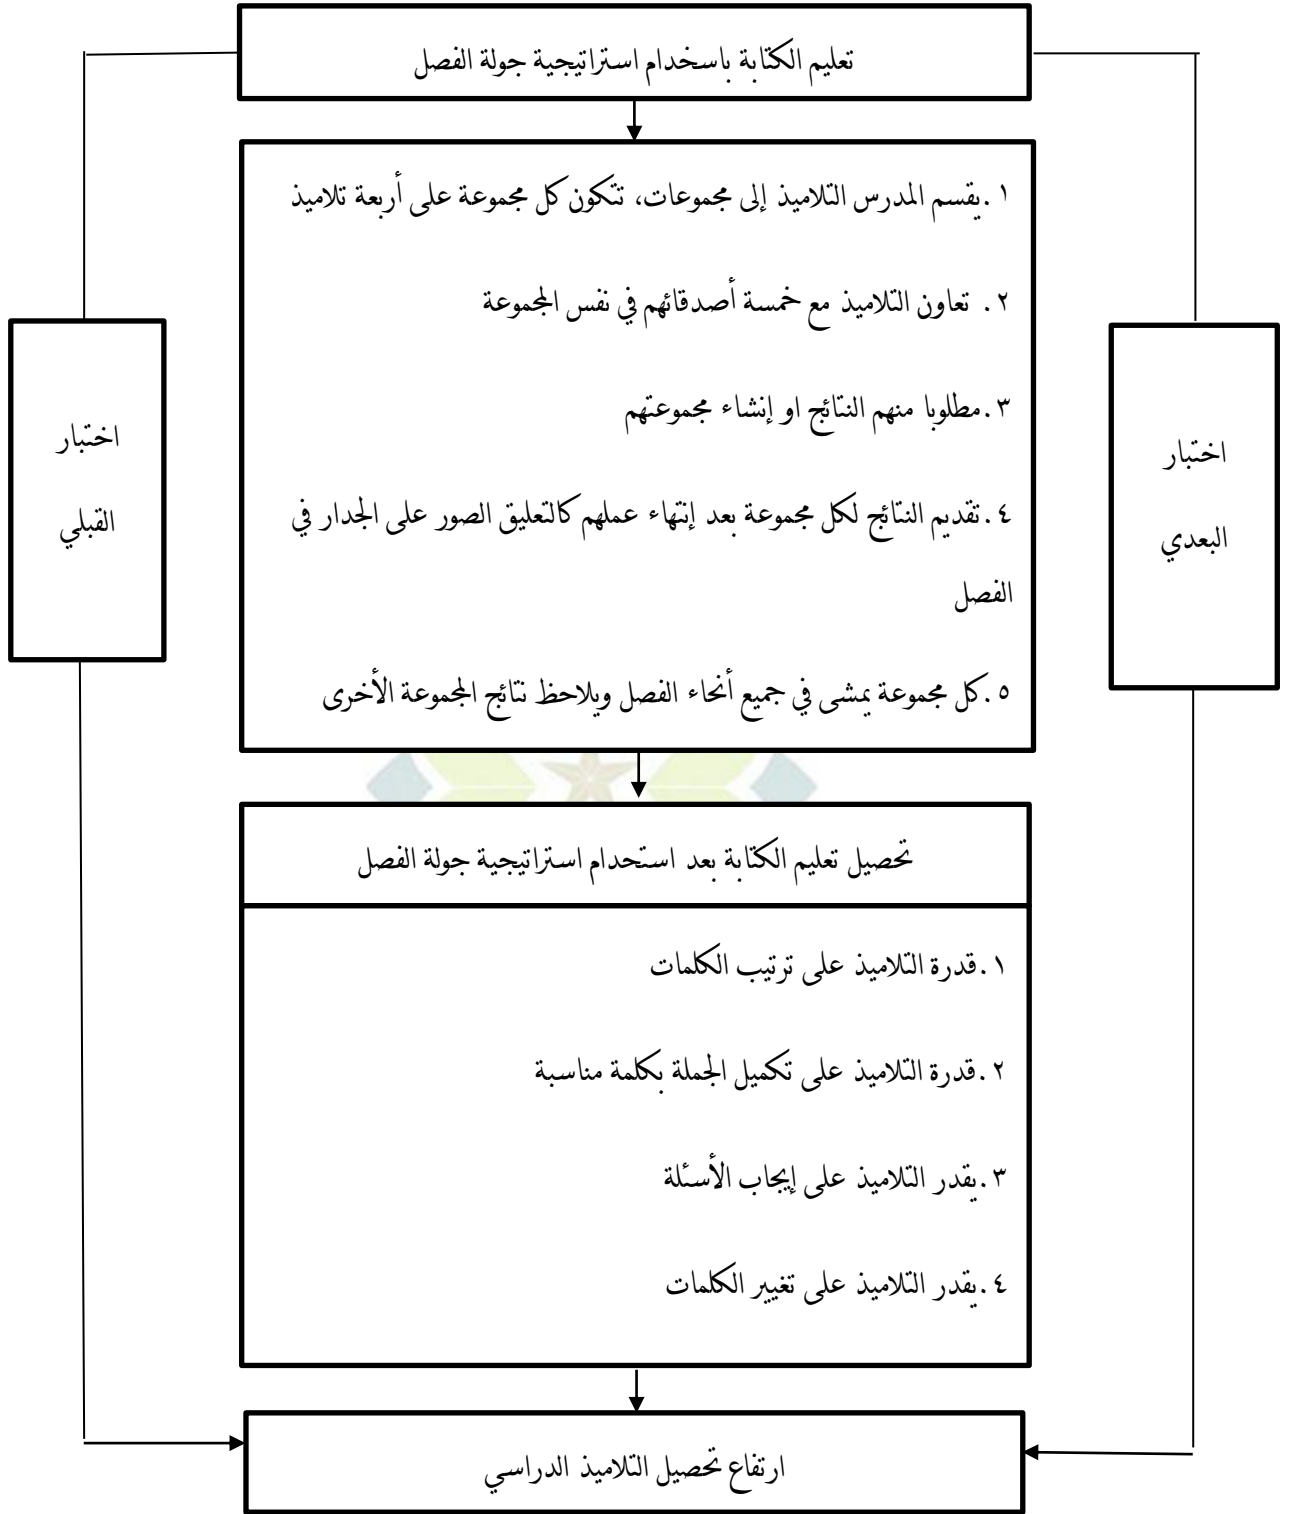 تعليم الكتابة باسخدام استراتيجية جولة الفصل
١.يقسم المدرس التلاميذ إلى مجموعات، تتكون كل مجموعة على أربعة تلاميذ
٢. تعاون التلاميذ مع خمسة أصدقائهم في نفس المجموعة
٣.مطلوبا منهم النتائج او إنشاء مجموعتهم
٤.تقديم النتائج لكل مجموعة بعد إنتهاء عملهم كالتعليق الصور على الجدار في
الفصل
٥.كل مجموعة يمشى في جميع أنحاء الفصل ويلاحظ نتائج المجموعة الأخرى
اختبار
البعدي
اختبار
القبلي
تحصيل تعليم الكتابة بعد استحدام استراتيجية جولة الفصل
١.قدرة التلاميذ على ترتيب الكلمات
٢.قدرة التلاميذ على تكميل الجملة بكلمة مناسبة
٣.يقدر التلاميذ على إيجاب الأسئلة
٤.يقدر التلاميذ على تغيير الكلمات
ارتفاع تحصيل التلاميذ الدراسي